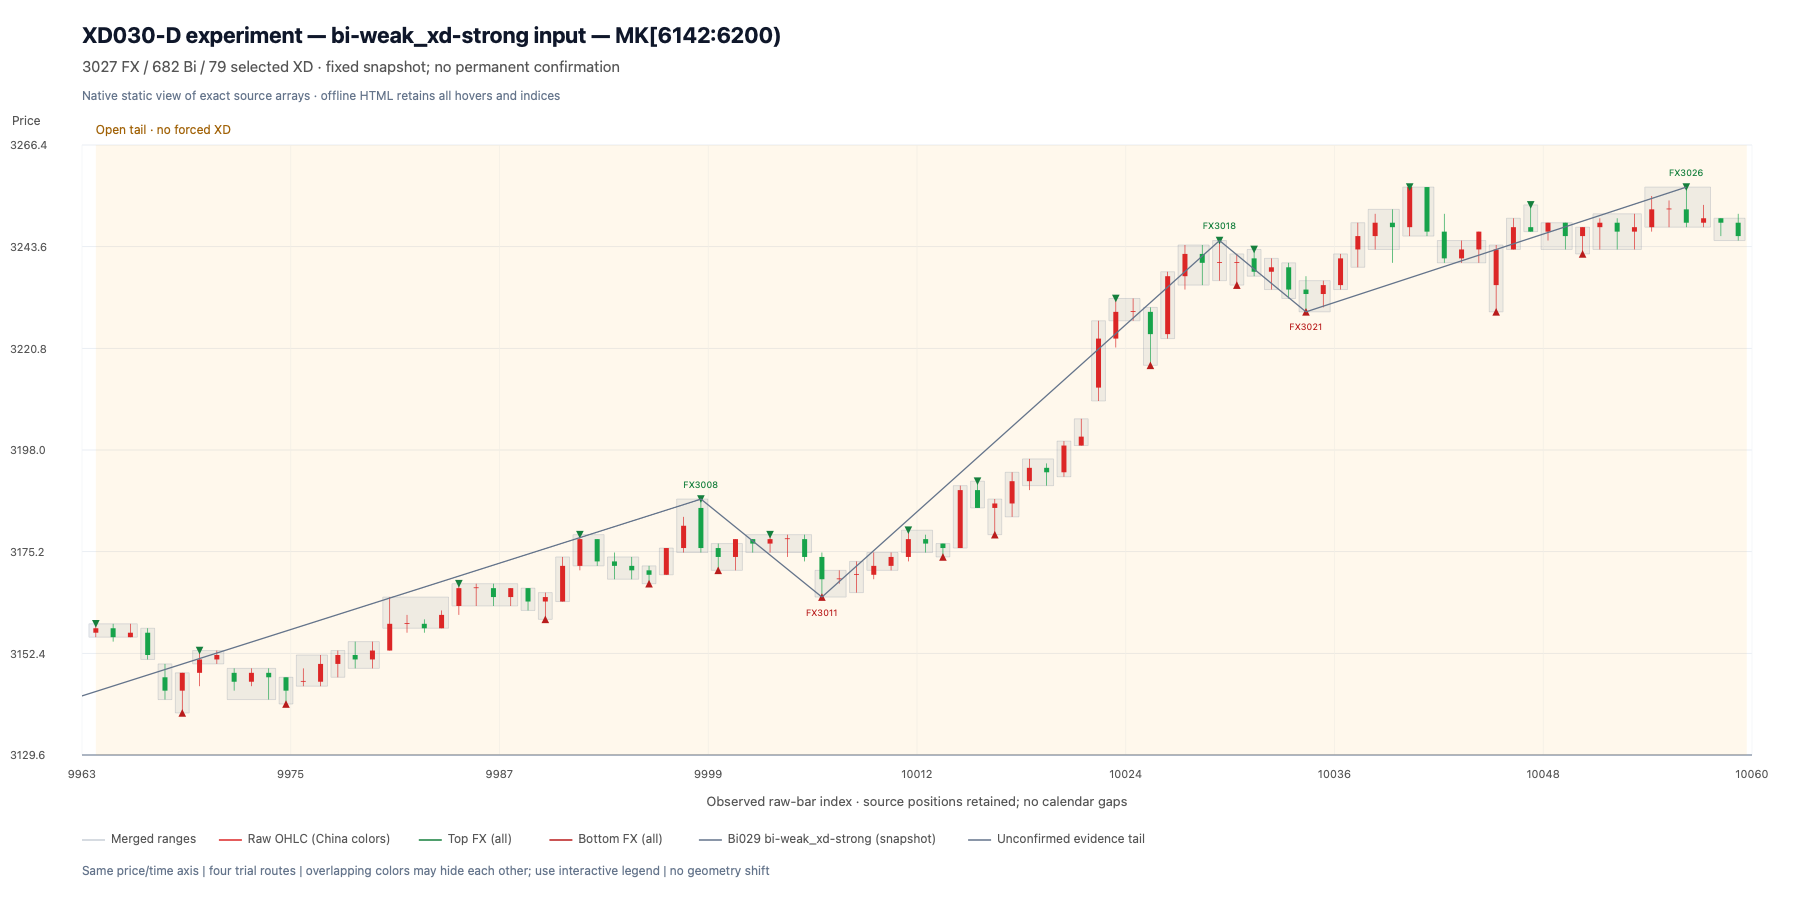 XD030-D experiment — bi-weak_xd-strong input — MK[6142:6200)
3027 FX / 682 Bi / 79 selected XD · fixed snapshot; no permanent confirmation
Native static view of exact source arrays · offline HTML retains all hovers and indices
Price
Open tail · no forced XD
3266.4
FX3026
FX3018
3243.6
FX3021
3220.8
3198.0
FX3008
3175.2
FX3011
3152.4
3129.6
9963 9975 9987 9999 10012 10024 10036 10048 10060
Observed raw-bar index · source positions retained; no calendar gaps
Merged ranges Raw OHLC (China colors) Top FX (all) Bottom FX (all) Bi029 bi-weak_xd-strong (snapshot) Unconfirmed evidence tail
Same price/time axis | four trial routes | overlapping colors may hide each other; use interactive legend | no geometry shift